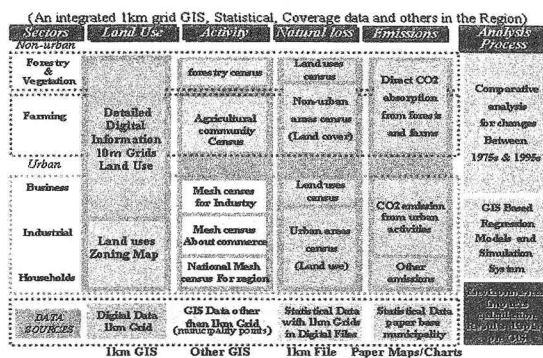 (An integrated 1km grid GIS, Statistical, Coverage data and others in the Region)
Sectors
Land Use
Activity
Natural loss
Emissions
Analysis
Process
Non-urban
Forestry
&
Vegetation
Farming
Urban
Business
Industrial
Households
Detailed
Digital
Information
10m Grids
Land Use
Land uses
Zoning Map
forestry census
Agricultural
community
Census
Mesh censes
for Industry
Mesh census
About commerce
National Mesh
census For region
Land uses
census
Non-urban
areas census
(Land cover)
Land uses
census
Urban areas
census
(Land use)
Direct CO2
absorption
from forests
and farms
CO2 emission
from urban
activities
Other
emissions
Comparative
analysis
for changes
Between
1975s & 1995s
GIS Based
Regression
Models and
Simulation
System
Environmental
Impacts
DATA
SOURCES
Digital Data
1km Grid
GIS Data other
than 1km Grid
(municipality points)
Statistical Data
with 1km Grids
in Digital Files
Statistical Data
paper base
municipality
1km GIS
Other GIS
1km File
Paper Maps/Charts